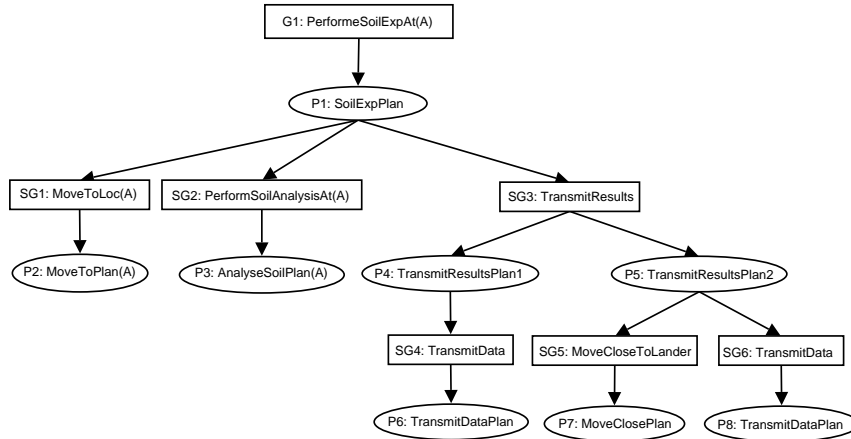 G1: PerformeSoilExpAt(A)
P1: SoilExpPlan
SG1: MoveToLoc(A)
SG2: PerformSoilAnalysisAt(A)
SG3: TransmitResults
P2: MoveToPlan(A)
P3: AnalyseSoilPlan(A)
P4: TransmitResultsPlan1
P5: TransmitResultsPlan2
SG4: TransmitData
SG5: MoveCloseToLander
SG6: TransmitData
P6: TransmitDataPlan
P7: MoveClosePlan
P8: TransmitDataPlan